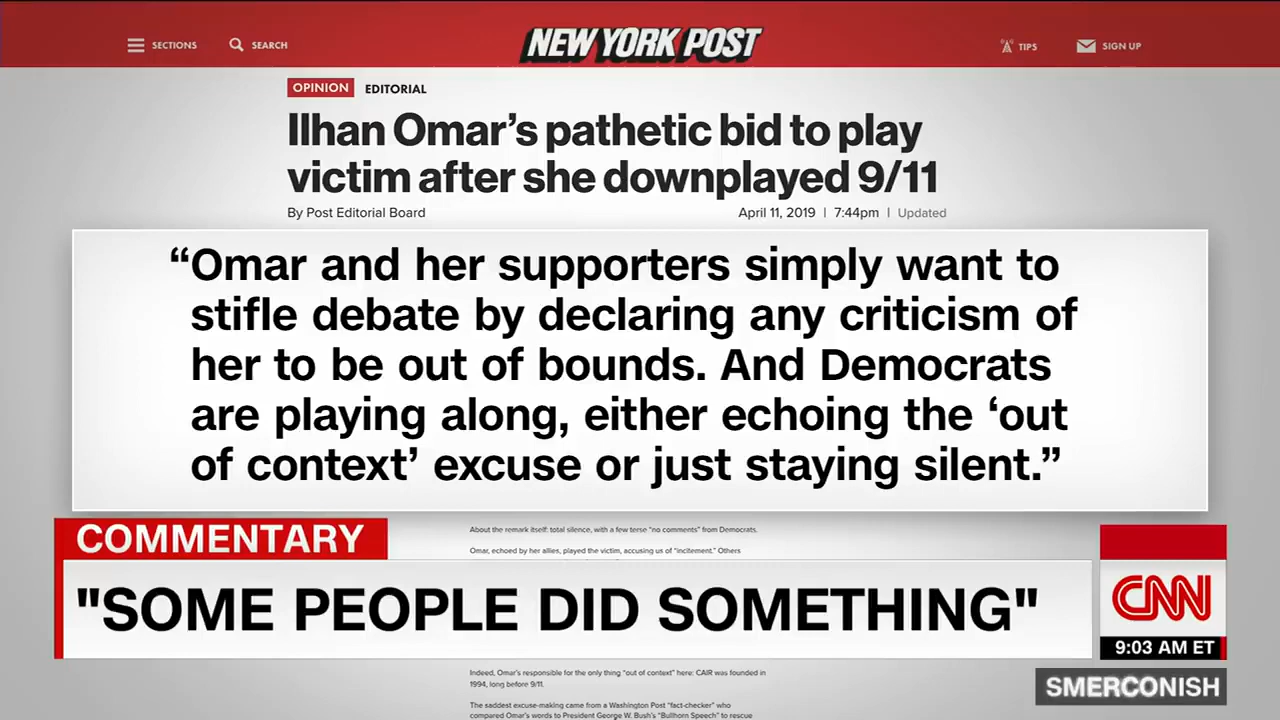 SECTIONS
SEARCH
NEW YORK POST
TIPS
SIGN UP
OPINION EDITORIAL
Ilhan Omar’s pathetic bid to play
victim after she downplayed 9/11
By Post Editorial Board
April 11, 2019 | 7:44pm | Updated
“Omar and her supporters simply want to
stifle debate by declaring any criticism of
her to be out of bounds. And Democrats
are playing along, either echoing the ‘out
of context’ excuse or just staying silent.”
About the remark itself: total silence, with a few terse “no comments” from Democrats.
Omar, echoed by her allies, played the victim, accusing us of “incitement.” Others
COMMENTARY
"SOME PEOPLE DID SOMETHING"
CNN
9:03 AM ET
SMERCONISH
Indeed, Omar’s responsible for the only thing “out of context” here: CAIR was founded in
1994, long before 9/11.
The saddest excuse-making came from a Washington Post “fact-checker” who
compared Omar’s words to President George W. Bush’s “Bullhorn Speech” to rescue